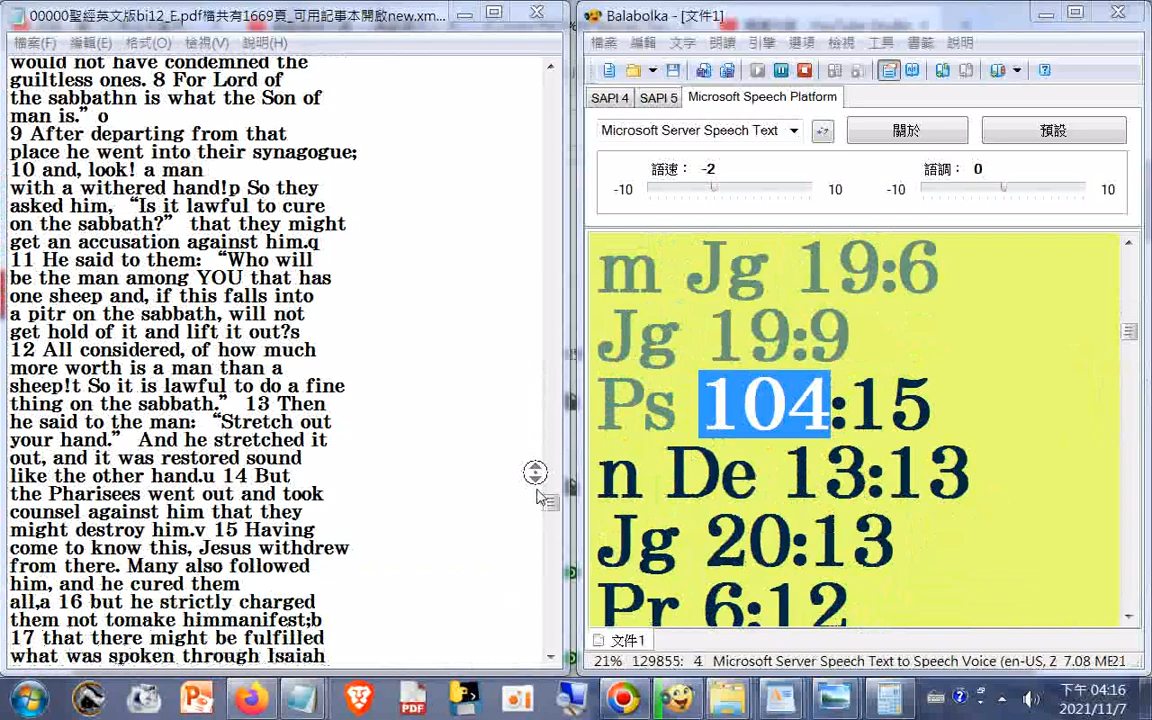 00000聖經英文版bi12_E.pdf檔共有1669頁_可用記事本開啟new.xm...
檔案(F) 編輯(E) 格式(O) 檢視(V) 說明(H)
would not have condemned the
guiltless ones. 8 For Lord of
the sabbathn is what the Son of
man is.” o
9 After departing from that
place he went into their synagogue;
10 and, look! a man
with a withered hand!p So they
asked him, “Is it lawful to cure
on the sabbath?” that they might
get an accusation against him.q
11 He said to them: “Who will
be the man among YOU that has
one sheep and, if this falls into
a pitr on the sabbath, will not
get hold of it and lift it out?s
12 All considered, of how much
more worth is a man than a
sheep!t So it is lawful to do a fine
thing on the sabbath.” 13 Then
he said to the man: “Stretch out
your hand.” And he stretched it
out, and it was restored sound
like the other hand.u 14 But
the Pharisees went out and took
counsel against him that they
might destroy him.v 15 Having
come to know this, Jesus withdrew
from there. Many also followed
him, and he cured them
all,a 16 but he strictly charged
them not tomake himmanifest;b
17 that there might be fulfilled
what was spoken through Isaiah
Balabolka - [文件1]
檔案 編輯 文字 朗讀 引擎 選項 檢視 工具 書籤 說明
SAPI 4 SAPI 5 Microsoft Speech Platform
Microsoft Server Speech Text 關於 預設
語速: -2 語調: 0
-10 10 -10 10
m Jg 19:6
Jg 19:9
Ps 104:15
n De 13:13
Jg 20:13
Pr 6:12
文件1
21% 129855: 4 Microsoft Server Speech Text to Speech Voice (en-US, 2 7.08 ME21
PDF
下午 04:16
2021/11/7